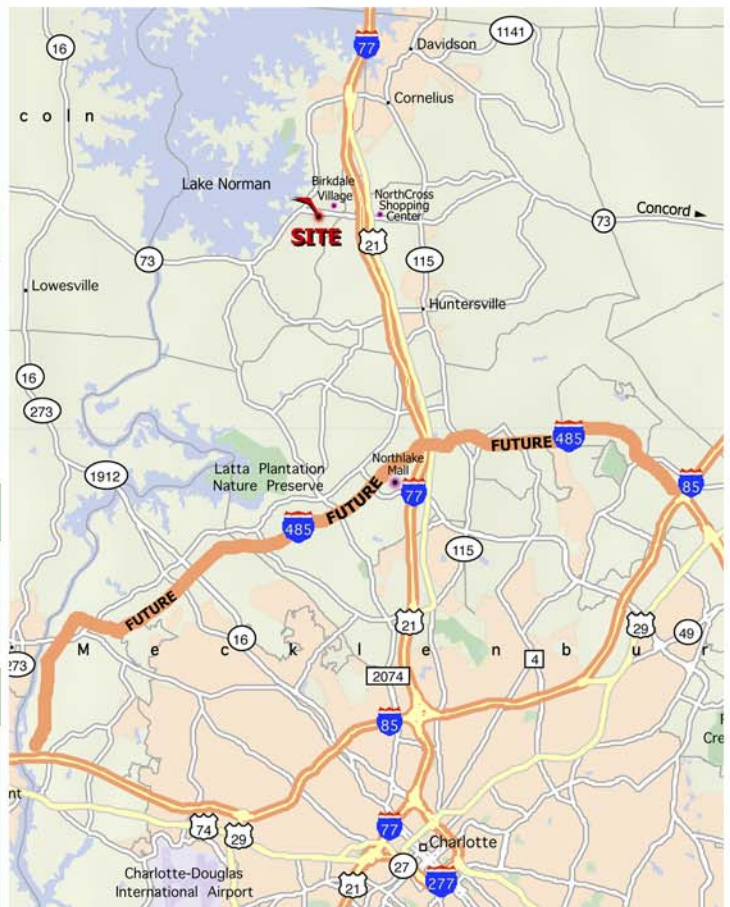 16
77
Davidson
1141
Cornelius
c o l n
Lake Norman
Birkdale
Village
NorthCross
Shopping
Center
SITE
73
Concord
21
73
115
Lowesville
Huntersville
16
273
FUTURE 485
Northlake
Mall
Latta Plantation
Nature Preserve
1912
77
85
FUTURE
485
115
FUTURE
21
16
29
49
273
M e c k l e n b u r
4
2074
85
Cre
nt
74
29
77
Charlotte
27
277
21
Charlotte-Douglas
International Airport